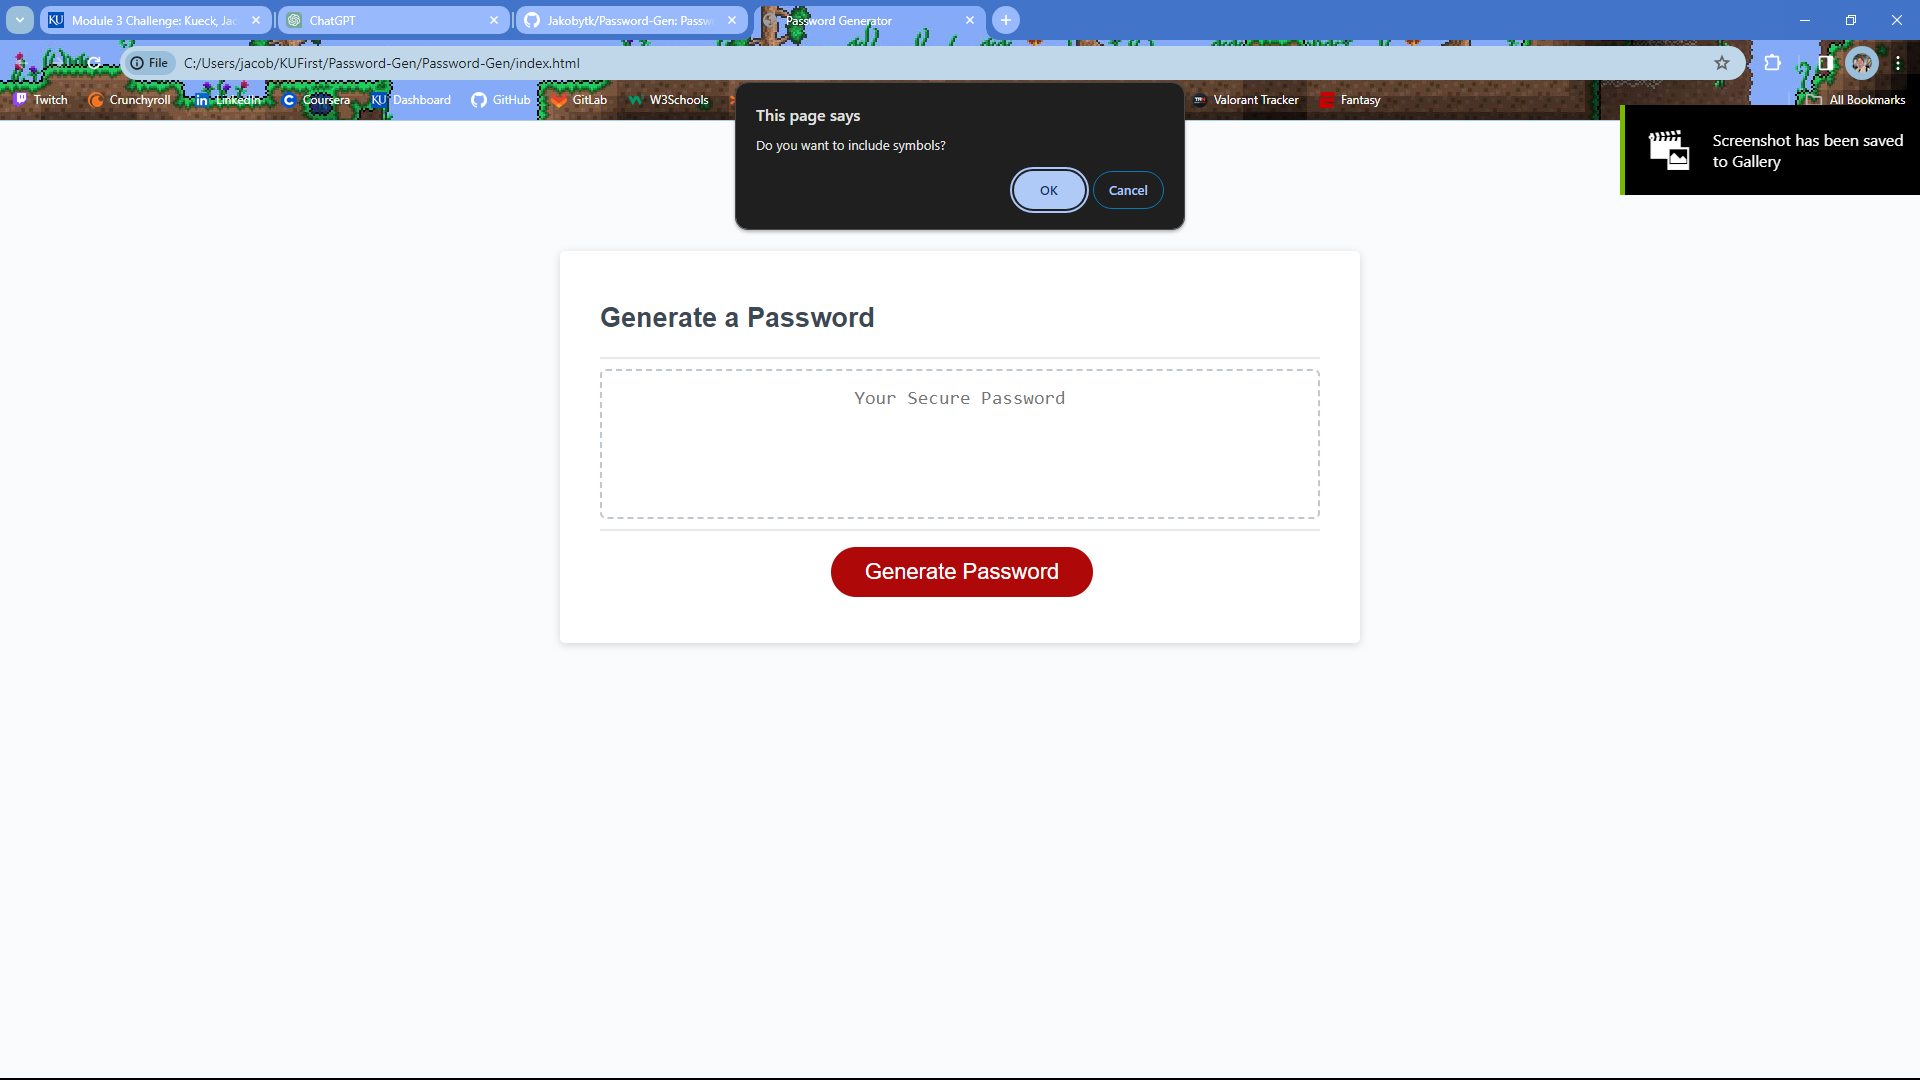 KU Module 3 Challenge: Kueck, Jac
ChatGPT
Jakobytk/Password-Gen: Passw
Password Generator
File C:/Users/jacob/KUFirst/Password-Gen/Password-Gen/index.html
Twitch Crunchyroll in LinkedIn Coursera KU Dashboard GitHub GitLab W3Schools Valorant Tracker Fantasy All Bookmarks
This page says
Do you want to include symbols?
OK Cancel
Screenshot has been saved
to Gallery
Generate a Password
Your Secure Password
Generate Password